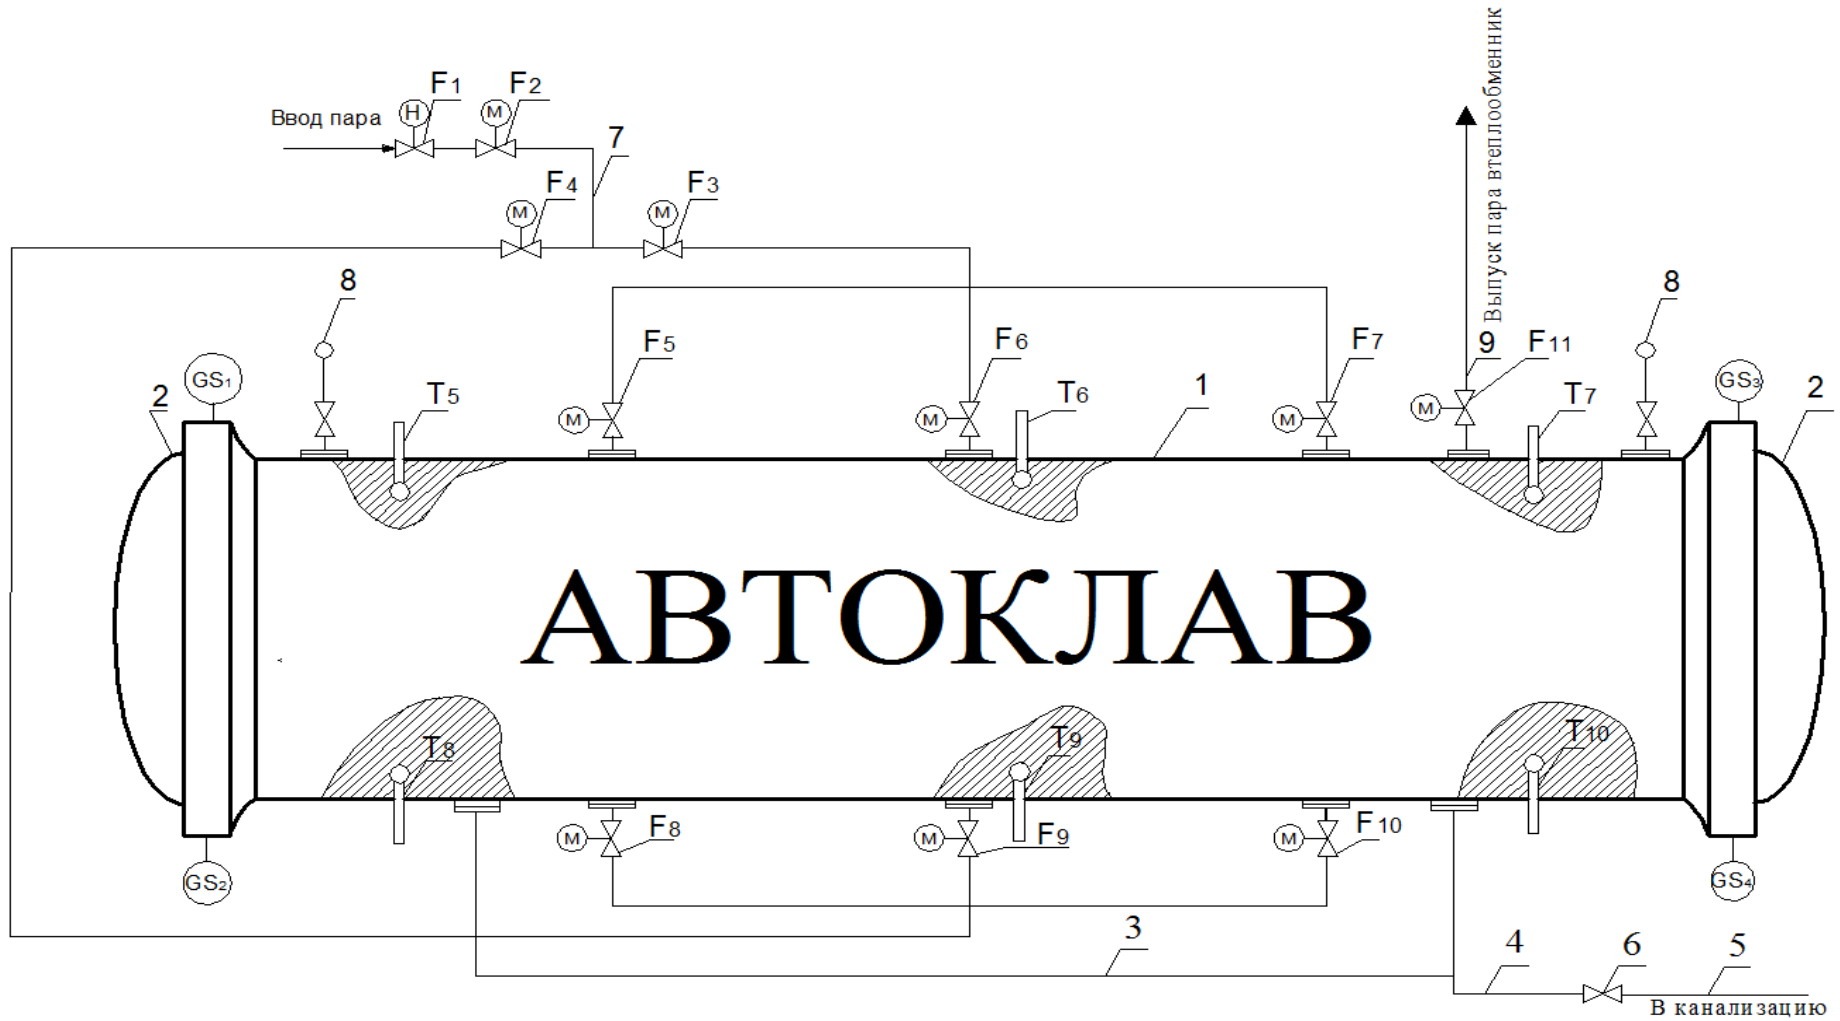 F1
F2
Ввод пара
H
M
7
F4
F3
M
M
Выпуск пара втеплообменник
8
8
F5
F6
F7
9
F11
GS1
2
T5
M
M
T6
1
M
M
T7
GS3
2
АВТОКЛАВ
T8
T9
T10
M
F8
M
F9
M
F10
GS2
GS4
3
4
6
5
В канализацию